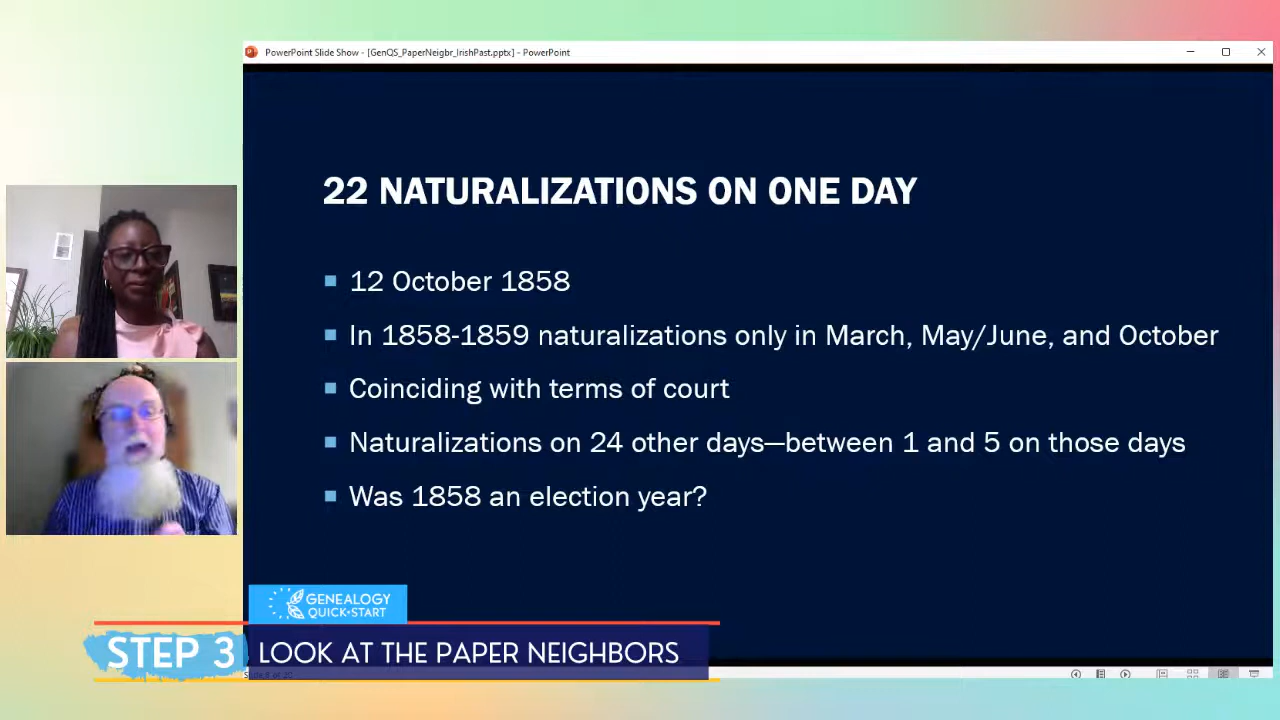 PowerPoint Slide Show - [GenQS_PaperNeigbr_IrishPast.pptx] - PowerPoint
22 NATURALIZATIONS ON ONE DAY
12 October 1858
In 1858-1859 naturalizations only in March, May/June, and October
Coinciding with terms of court
Naturalizations on 24 other days—between 1 and 5 on those days
Was 1858 an election year?
GENEALOGY
QUICK•START
STEP 3 LOOK AT THE PAPER NEIGHBORS